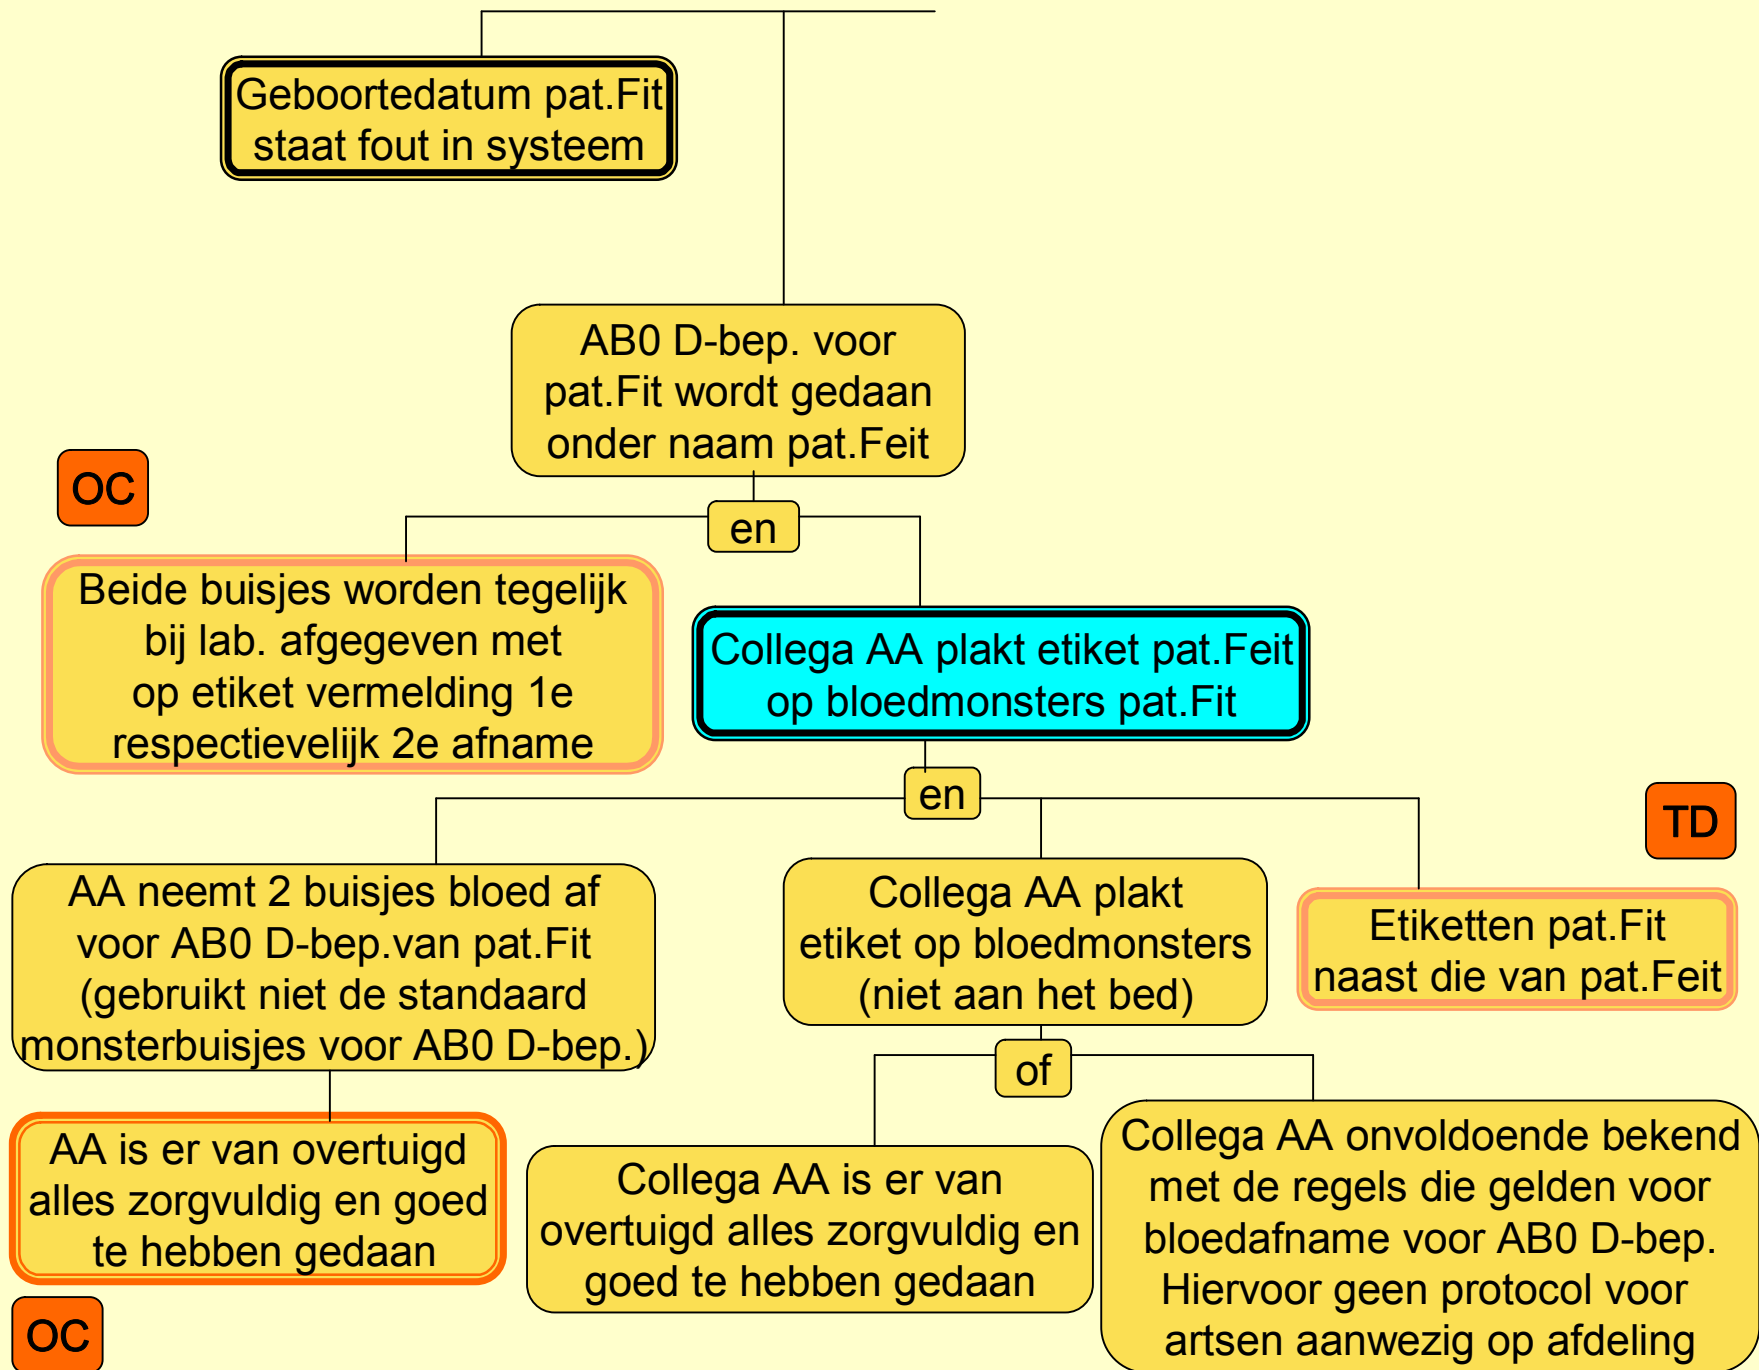 Geboortedatum pat.Fit
staat fout in systeem
AB0 D-bep. voor
pat.Fit wordt gedaan
onder naam pat.Feit
OC
en
Beide buisjes worden tegelijk
bij lab. afgegeven met
op etiket vermelding 1e
respectievelijk 2e afname
Collega AA plakt etiket pat.Feit
op bloedmonsters pat.Fit
en
TD
AA neemt 2 buisjes bloed af
voor AB0 D-bep.van pat.Fit
(gebruikt niet de standaard
monsterbuisjes voor AB0 D-bep.)
Collega AA plakt
etiket op bloedmonsters
(niet aan het bed)
Etiketten pat.Fit
naast die van pat.Feit
of
AA is er van overtuigd
alles zorgvuldig en goed
te hebben gedaan
Collega AA is er van
overtuigd alles zorgvuldig en
goed te hebben gedaan
Collega AA onvoldoende bekend
met de regels die gelden voor
bloedafname voor AB0 D-bep.
Hiervoor geen protocol voor
artsen aanwezig op afdeling
OC